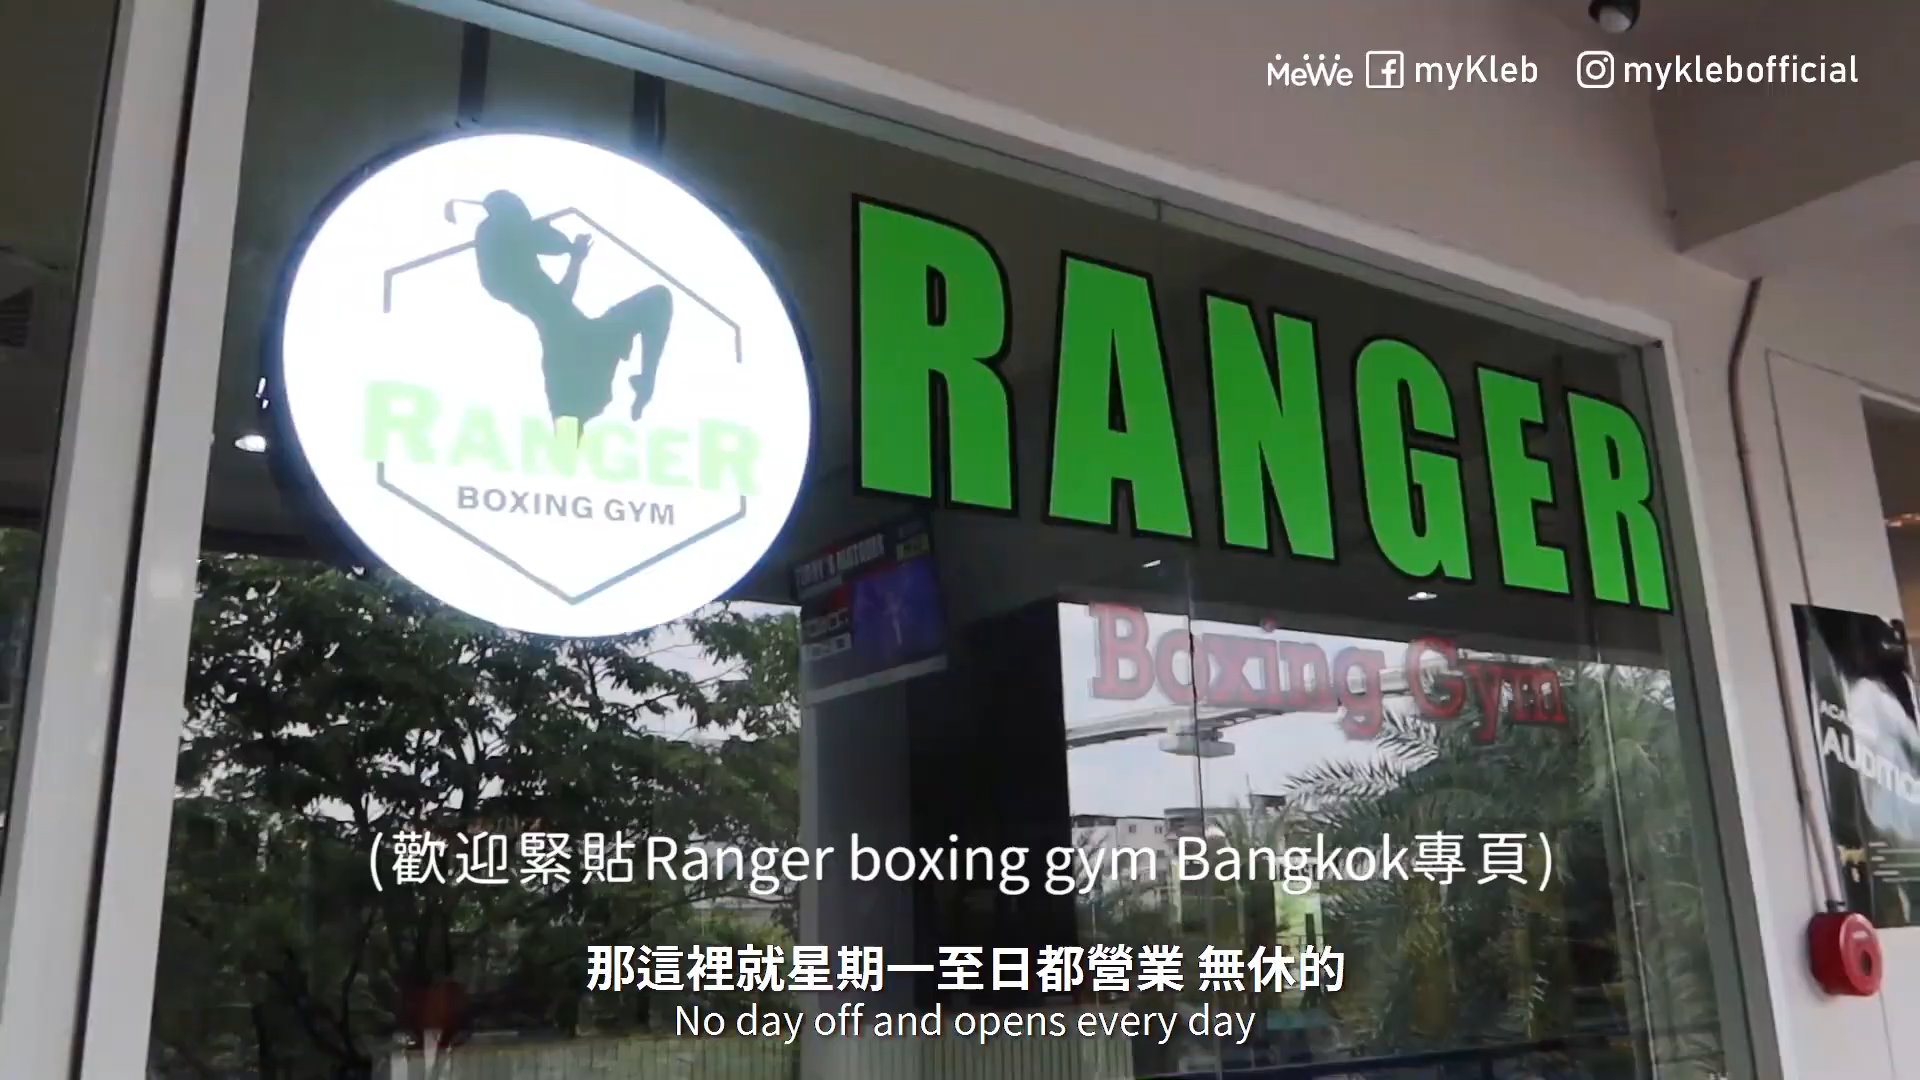 MeWe myKleb myklebofficial
RANGER
BOXING GYM
RANGER
Boxing Gym
(歡迎緊貼Ranger boxing gym Bangkok專頁)
那這裡就星期一至日都營業 無休的
No day off and opens every day